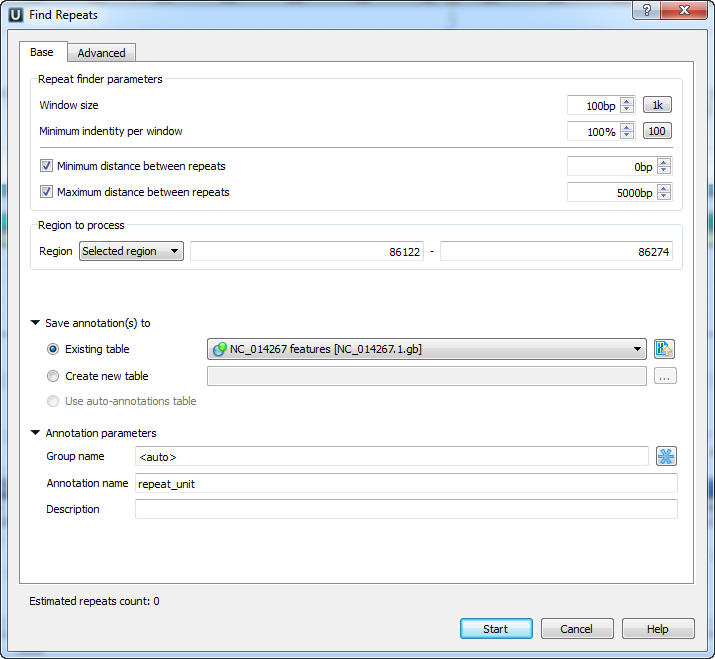 Find Repeats
Base Advanced
Repeat finder parameters
Window size 100bp 1k
Minimum indentity per window 100% 100
Minimum distance between repeats 0bp
Maximum distance between repeats 5000bp
Region to process
Region Selected region 86122 - 86274
Save annotation(s) to
Existing table NC_014267 features [NC_014267.1.gb]
Create new table ...
Use auto-annotations table
Annotation parameters
Group name <auto>
Annotation name repeat_unit
Description
Estimated repeats count: 0
Start Cancel Help